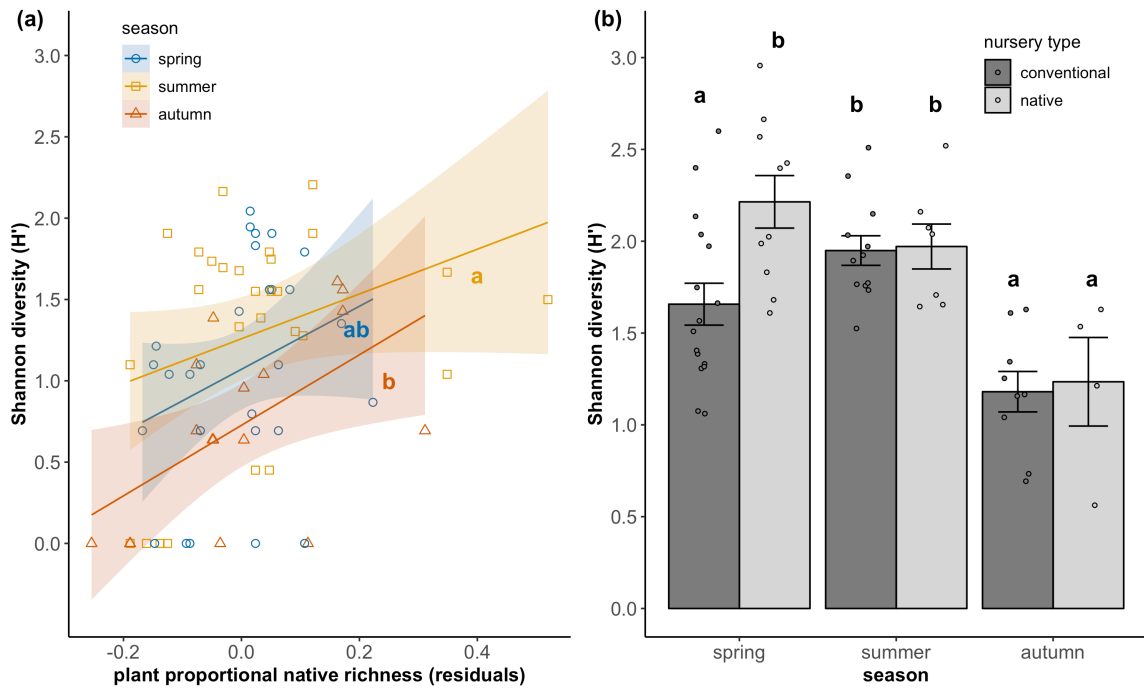 (a)
season
spring
summer
autumn
3.0
2.5
2.0
1.5
1.0
0.5
0.0
a
ab
b
Shannon diversity (H')
-0.2
0.0
0.2
0.4
plant proportional native richness (residuals)
(b)
nursery type
conventional
native
3.0
2.5
2.0
1.5
1.0
0.5
0.0
a
b
b
b
a
a
Shannon diversity (H')
spring
summer
autumn
season